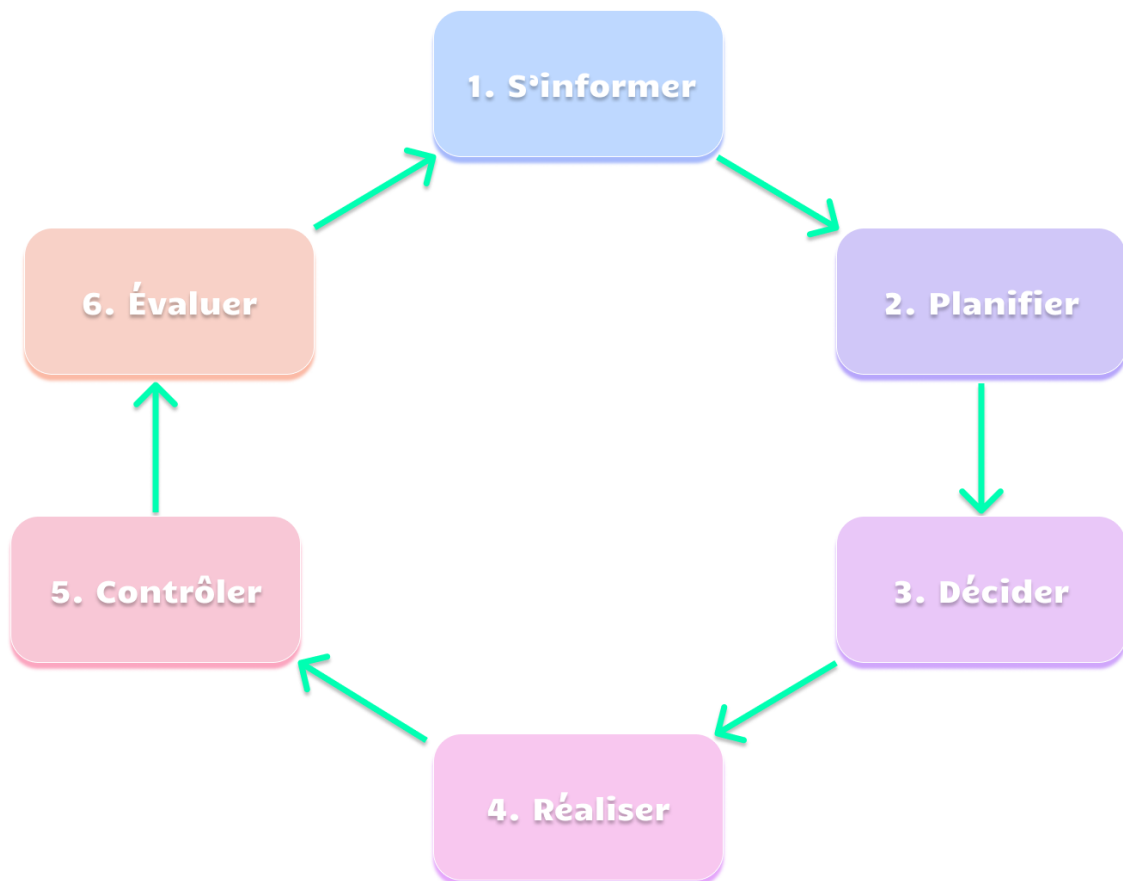 1. S'informer
2. Planifier
3. Décider
4. Réaliser
5. Contrôler
6. Évaluer